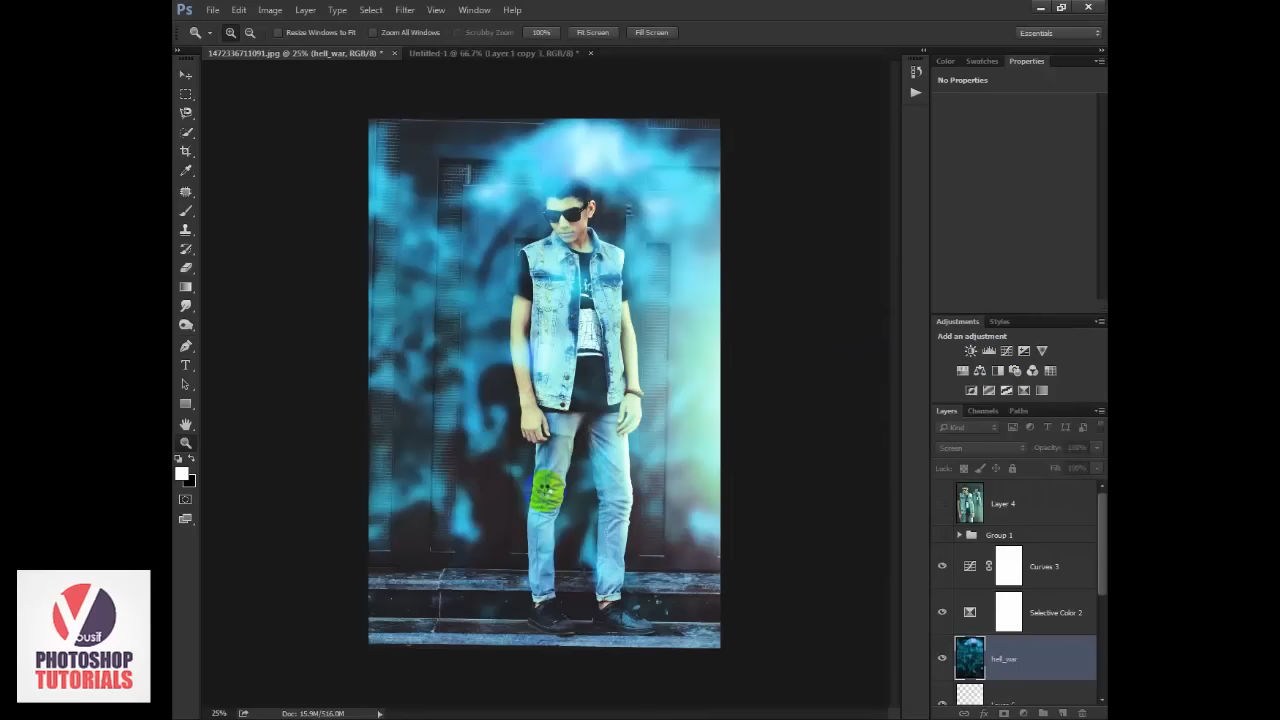 Ps File Edit Image Layer Type Select Filter View Window Help
Resize Windows to Fit Zoom All Windows Scrubby Zoom 100% Fit Screen Fill Screen Essentials
1472336711091.jpg @ 25% (hell_war, RGB/8) * × Untitled-1 @ 66.7% (Layer 1 copy 3, RGB/8) * ×
Color Swatches Properties
No Properties
Adjustments Styles
Add an adjustment
Layers Channels Paths
Kind
Screen Opacity: 100%
Lock: Fill: 100%
Layer 4
Group 1
Curves 3
Selective Color 2
hell_war
25% Doc: 15.9M/516.0M
Yousif
PHOTOSHOP
TUTORIALS